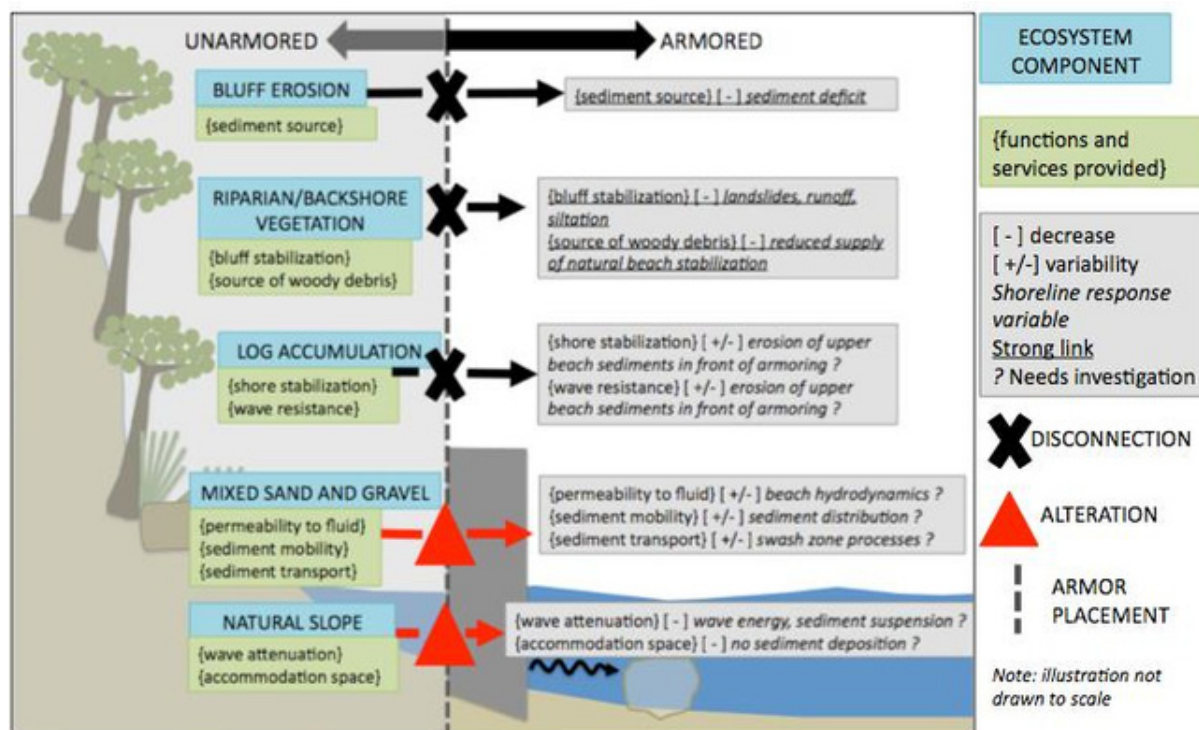 UNARMORED
ARMORED
BLUFF EROSION
{sediment source}
{sediment source} [ - ] sediment deficit
RIPARIAN/BACKSHORE
VEGETATION
{bluff stabilization}
{source of woody debris}
{bluff stabilization} [ - ] landslides, runoff,
siltation
{source of woody debris} [ - ] reduced supply
of natural beach stabilization
LOG ACCUMULATION
{shore stabilization}
{wave resistance}
{shore stabilization} [ +/- ] erosion of upper
beach sediments in front of armoring ?
{wave resistance} [ +/- ] erosion of upper
beach sediments in front of armoring ?
MIXED SAND AND GRAVEL
{permeability to fluid}
{sediment mobility}
{sediment transport}
{permeability to fluid} [ +/- ] beach hydrodynamics ?
{sediment mobility} [ +/- ] sediment distribution ?
{sediment transport} [ +/- ] swash zone processes ?
NATURAL SLOPE
{wave attenuation}
{accommodation space}
{wave attenuation} [ - ] wave energy, sediment suspension ?
{accommodation space} [ - ] no sediment deposition ?
ECOSYSTEM
COMPONENT
{functions and
services provided}
[ - ] decrease
[ +/-] variability
Shoreline response
variable
Strong link
? Needs investigation
DISCONNECTION
ALTERATION
ARMOR
PLACEMENT
Note: illustration not
drawn to scale